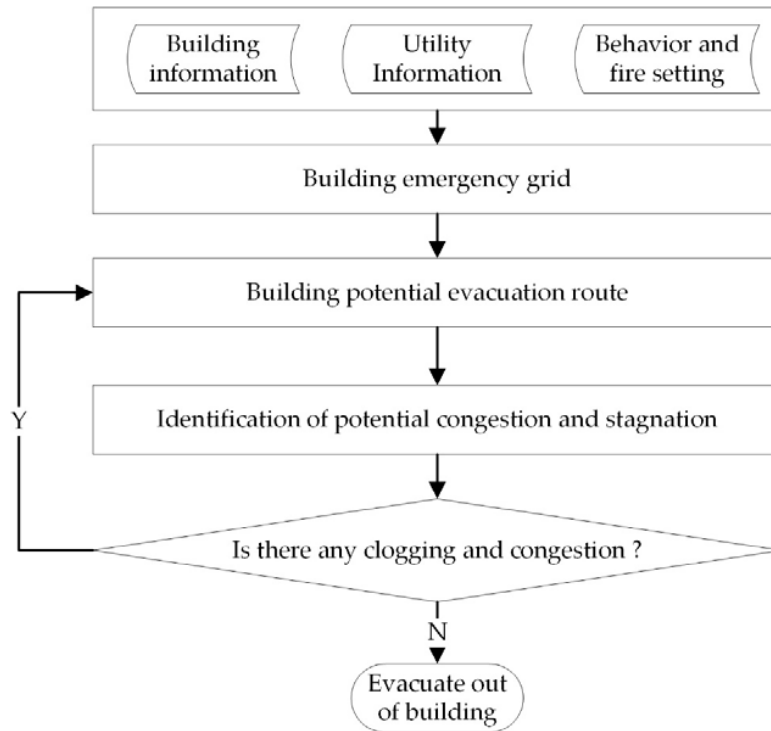 Building
information
Utility
Information
Behavior and
fire setting
Building emergency grid
Building potential evacuation route
Identification of potential congestion and stagnation
Y
Is there any clogging and congestion ?
N
Evacuate out
of building